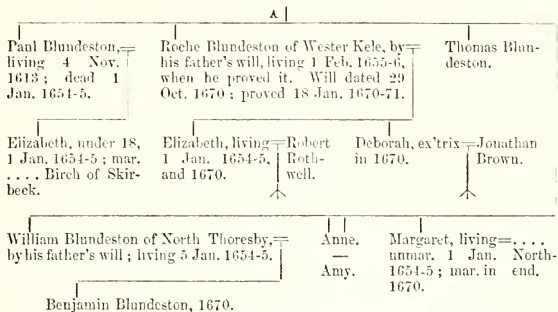 A
Paul Blundeston,
living 4 Nov.
1613 ; dead 1
Jan. 1654-5.
Roche Blundeston of Wester Kele, by
his father's will, living 1 Feb. 1655-6,
when he proved it. Will dated 29
Oct. 1670 ; proved 18 Jan. 1670-71.
Thomas Blun-
deston.
Elizabeth, under 18,
1 Jan. 1654-5 ; mar.
. . . . Birch of Skir-
beck.
Elizabeth, living
1 Jan. 1654-5,
and 1670.
Robert
Roth-
well.
Deborah, ex'trix
in 1670.
Jonathan
Brown.
William Blundeston of North Thoresby,
by his father's will ; living 5 Jan. 1654-5.
Anne.
—
Amy.
Margaret, living
unmar. 1 Jan.
1654-5 ; mar. in
1670.
. . . .
North-
end.
Benjamin Blundeston, 1670.